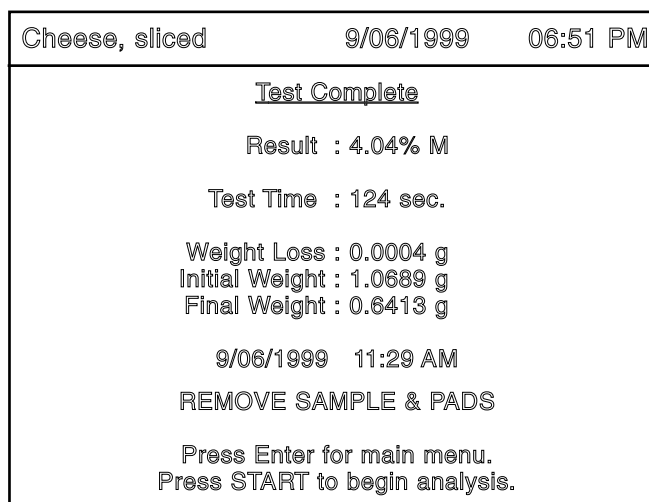 Cheese, sliced 9/06/1999 06:51 PM
Test Complete
Result : 4.04% M
Test Time : 124 sec.
Weight Loss : 0.0004 g
Initial Weight : 1.0689 g
Final Weight : 0.6413 g
9/06/1999 11:29 AM
REMOVE SAMPLE & PADS
Press Enter for main menu.
Press START to begin analysis.